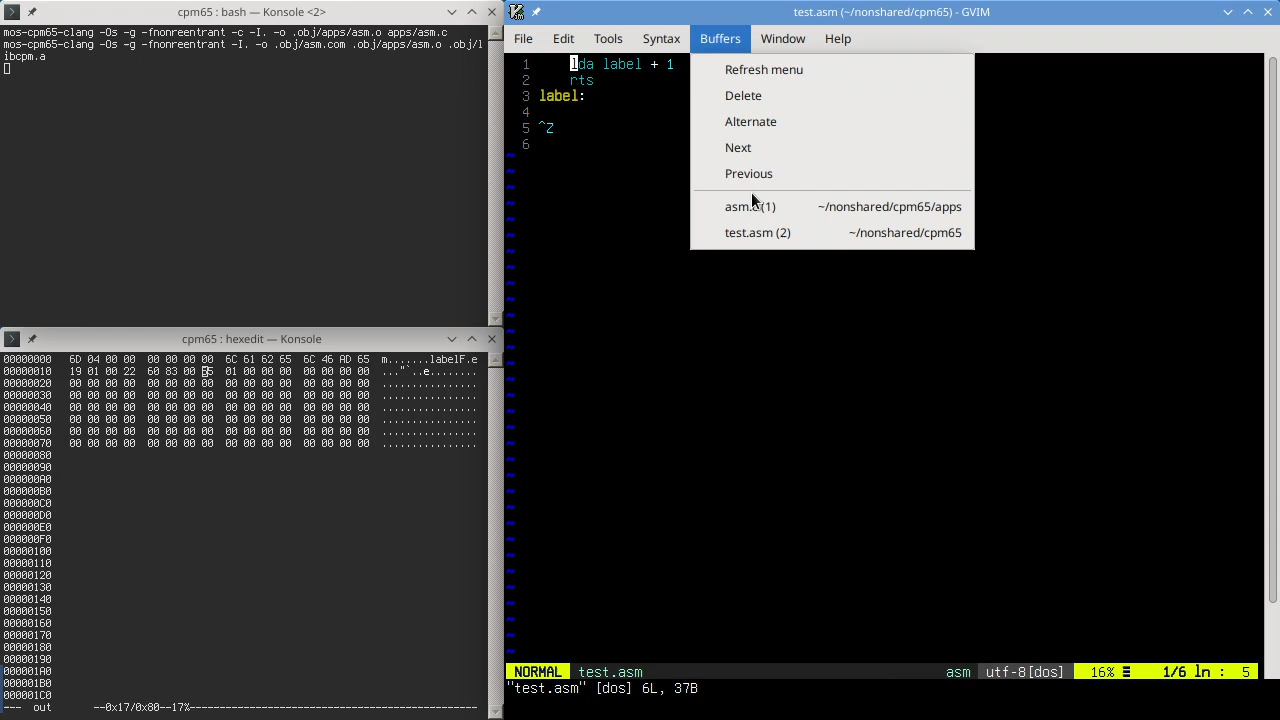 cpm65 : bash — Konsole <2>
mos-cpm65-clang -Os -g -fnonreentrant -c -I. -o .obj/apps/asm.o apps/asm.c
mos-cpm65-clang -Os -g -fnonreentrant -I. -o .obj/asm.com .obj/apps/asm.o .obj/l
ibcpm.a
cpm65 : hexedit — Konsole
00000000 6D 04 00 00 00 00 00 00 6C 61 62 65 6C 46 AD 65 m.......labelF.e
00000010 01 00 22 60 83 00 01 00 00 00 00 00 00 00 ..."`..e........
00000020 00 00 00 00 00 00 00 00 00 00 00 00 00 00 00 00 ................
00000030 00 00 00 00 00 00 00 00 00 00 00 00 00 00 00 00 ................
00000040 00 00 00 00 00 00 00 00 00 00 00 00 00 00 00 00 ................
00000050 00 00 00 00 00 00 00 00 00 00 00 00 00 00 00 00 ................
00000060 00 00 00 00 00 00 00 00 00 00 00 00 00 00 00 00 ................
00000070 00 00 00 00 00 00 00 00 00 00 00 00 00 00 00 00 ................
00000080
00000090
000000A0
000000B0
000000C0
000000D0
000000E0
000000F0
00000100
00000110
00000120
00000130
00000140
00000150
00000160
00000170
00000180
00000190
000001A0
000001B0
000001C0
--- out --0x17/0x80--17%--------------------------------
test.asm (~/nonshared/cpm65) - GVIM
File Edit Tools Syntax Buffers Window Help
1 lda label + 1
2 rts
3 label:
4
5 ^Z
6
~
Refresh menu
Delete
Alternate
Next
Previous
asm.c (1) ~/nonshared/cpm65/apps
test.asm (2) ~/nonshared/cpm65
NORMAL test.asm asm utf-8[dos] 16% ≡ 1/6 ln : 5
"test.asm" [dos] 6L, 37B